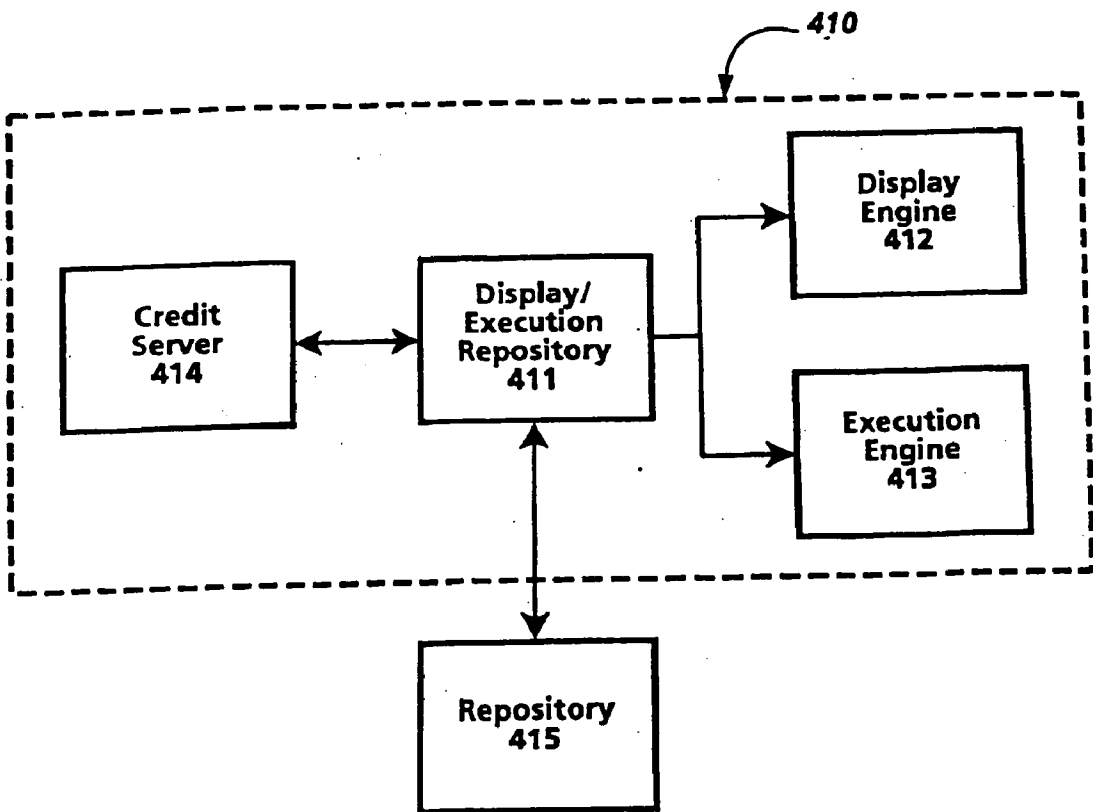 410
Display
Engine
412
Credit
Server
414
Display/
Execution
Repository
411
Execution
Engine
413
Repository
415